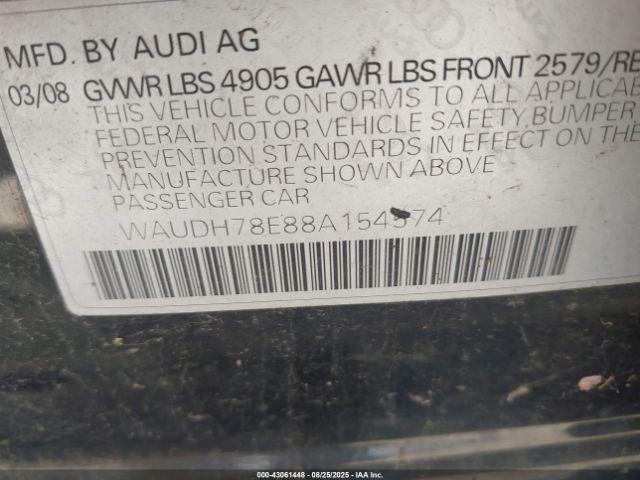 MFD. BY AUDI AG
03/08 GVWR LBS 4905 GAWR LBS FRONT 2579/RE
THIS VEHICLE CONFORMS TO ALL APPLICA
FEDERAL MOTOR VEHICLE SAFETY BUMPER,
PREVENTION STANDARDS IN EFFECT ON THE
MANUFACTURE SHOWN ABOVE
PASSENGER CAR
WAUDH78E88A154574
000-43061448 - 08/25/2025 - IAA Inc.